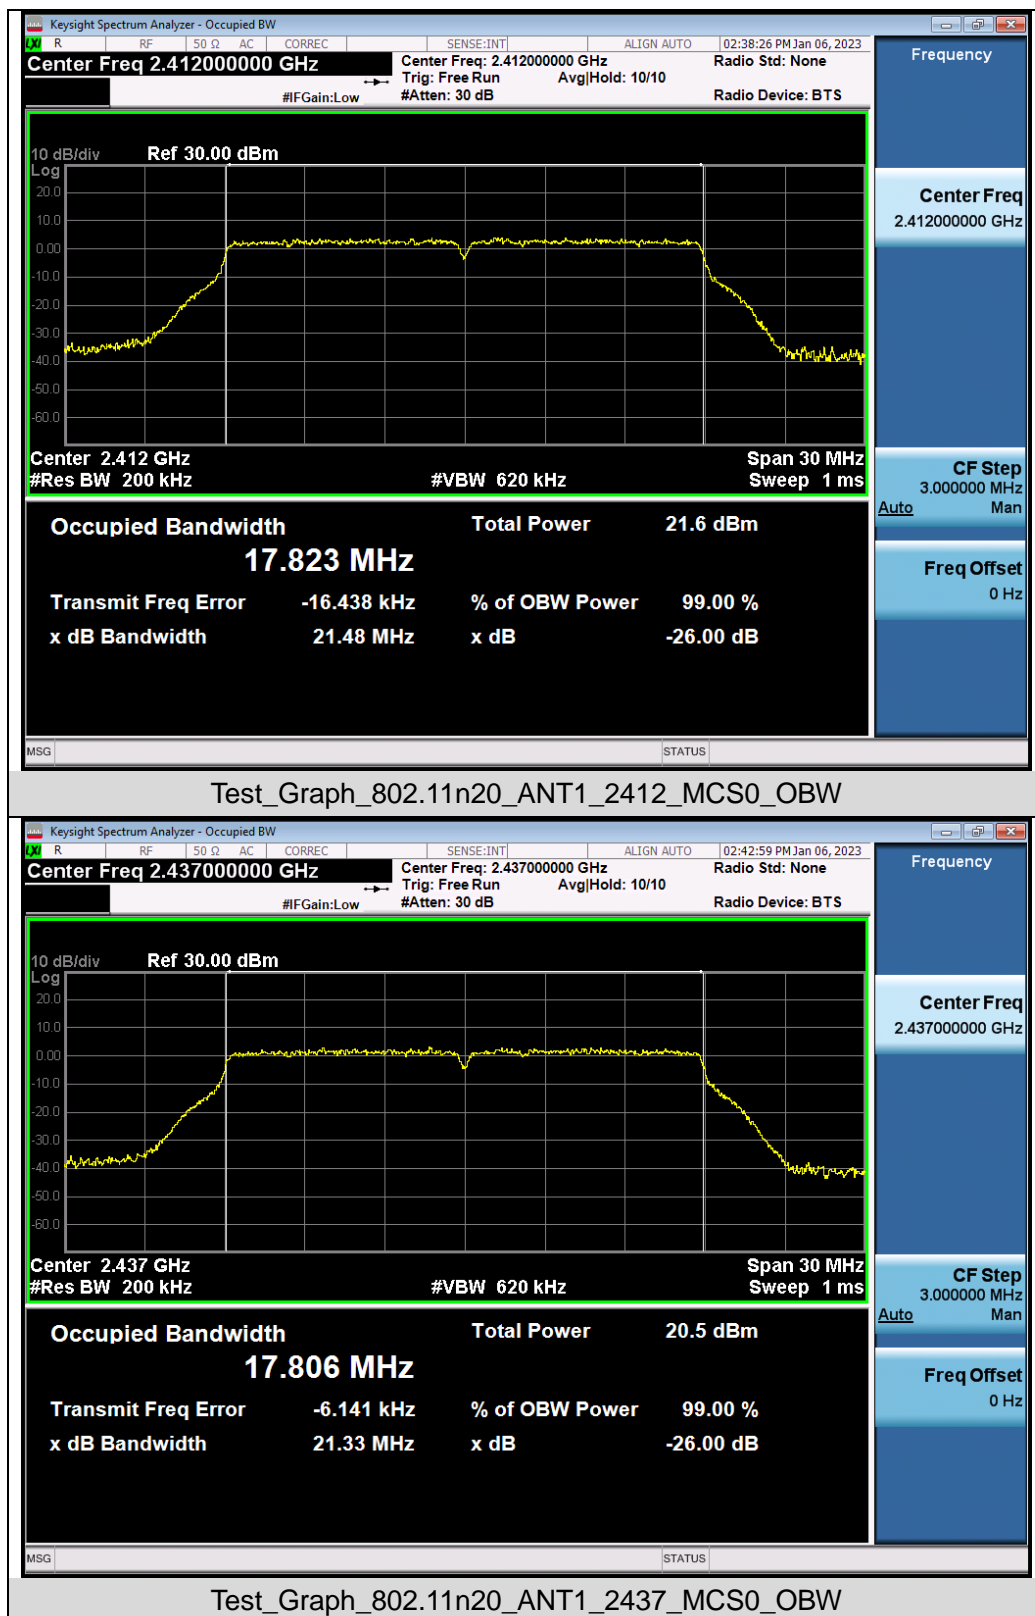 Keysight Spectrum Analyzer - Occupied BW
LXI R RF 50 Ω AC CORREC SENSE:INT ALIGN AUTO 02:38:26 PM Jan 06, 2023
Center Freq 2.412000000 GHz
Center Freq: 2.412000000 GHz
Radio Std: None
Trig: Free Run Avg|Hold: 10/10
#IFGain:Low
#Atten: 30 dB
Radio Device: BTS
10 dB/div Ref 30.00 dBm
Log
20.0
10.0
0.00
-10.0
-20.0
-30.0
-40.0
-50.0
-60.0
Center 2.412 GHz Span 30 MHz
#Res BW 200 kHz #VBW 620 kHz Sweep 1 ms
Occupied Bandwidth Total Power 21.6 dBm
17.823 MHz
Transmit Freq Error -16.438 kHz % of OBW Power 99.00 %
x dB Bandwidth 21.48 MHz x dB -26.00 dB
MSG STATUS
Frequency
Center Freq
2.412000000 GHz
CF Step
3.000000 MHz
Auto Man
Freq Offset
0 Hz
Test_Graph_802.11n20_ANT1_2412_MCS0_OBW
Keysight Spectrum Analyzer - Occupied BW
LXI R RF 50 Ω AC CORREC SENSE:INT ALIGN AUTO 02:42:59 PM Jan 06, 2023
Center Freq 2.437000000 GHz
Center Freq: 2.437000000 GHz
Radio Std: None
Trig: Free Run Avg|Hold: 10/10
#IFGain:Low
#Atten: 30 dB
Radio Device: BTS
10 dB/div Ref 30.00 dBm
Log
20.0
10.0
0.00
-10.0
-20.0
-30.0
-40.0
-50.0
-60.0
Center 2.437 GHz Span 30 MHz
#Res BW 200 kHz #VBW 620 kHz Sweep 1 ms
Occupied Bandwidth Total Power 20.5 dBm
17.806 MHz
Transmit Freq Error -6.141 kHz % of OBW Power 99.00 %
x dB Bandwidth 21.33 MHz x dB -26.00 dB
MSG STATUS
Frequency
Center Freq
2.437000000 GHz
CF Step
3.000000 MHz
Auto Man
Freq Offset
0 Hz
Test_Graph_802.11n20_ANT1_2437_MCS0_OBW